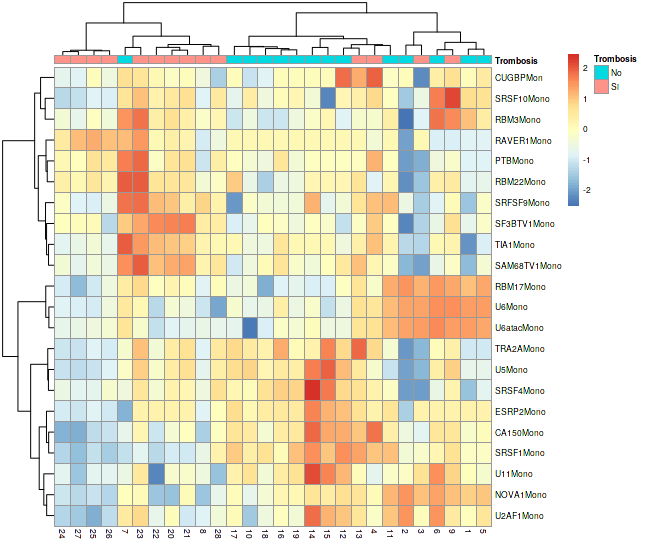 Trombosis
CUGBPMon
SRSF10Mono
RBM3Mono
RAVER1Mono
PTBMono
RBM22Mono
SRFSF9Mono
SF3BTV1Mono
TIA1Mono
SAM68TV1Mono
RBM17Mono
U6Mono
U6atacMono
TRA2AMono
U5Mono
SRSF4Mono
ESRP2Mono
CA150Mono
SRSF1Mono
U11Mono
NOVA1Mono
U2AF1Mono
24 27 25 26 7 23 22 20 21 8 28 17 10 18 16 19 14 15 12 13 4 11 2 3 6 9 1 5
2
1
0
-1
-2
Trombosis
No
SI